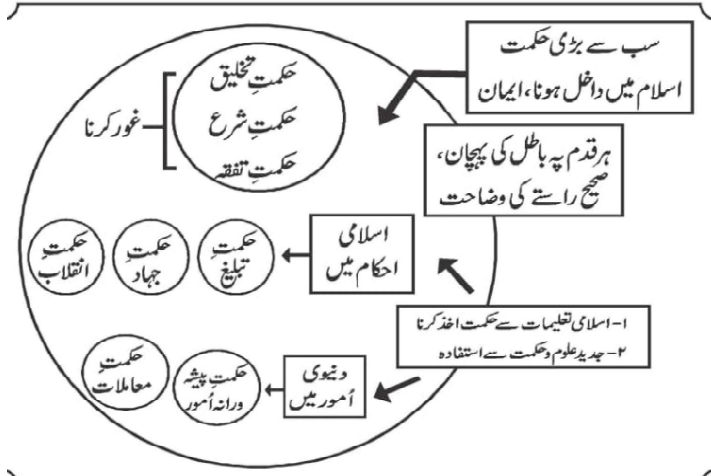 سب سے بڑی حکمت
اسلام میں داخل ہونا، ایمان
حکمتِ تخلیق
حکمتِ شرع
حکمتِ تفقہ
غور کرنا
ہر قدم پہ باطل کی پہچان،
صحیح راستے کی وضاحت
اسلامی
احکام میں
حکمتِ
تبلیغ
حکمتِ
جہاد
حکمتِ
انقلاب
۱- اسلامی تعلیمات سے حکمت اخذ کرنا
۲- جدید علوم و حکمت سے استفادہ
دنیوی
اُمور میں
حکمتِ پیشہ
ورانہ اُمور
حکمتِ
معاملات